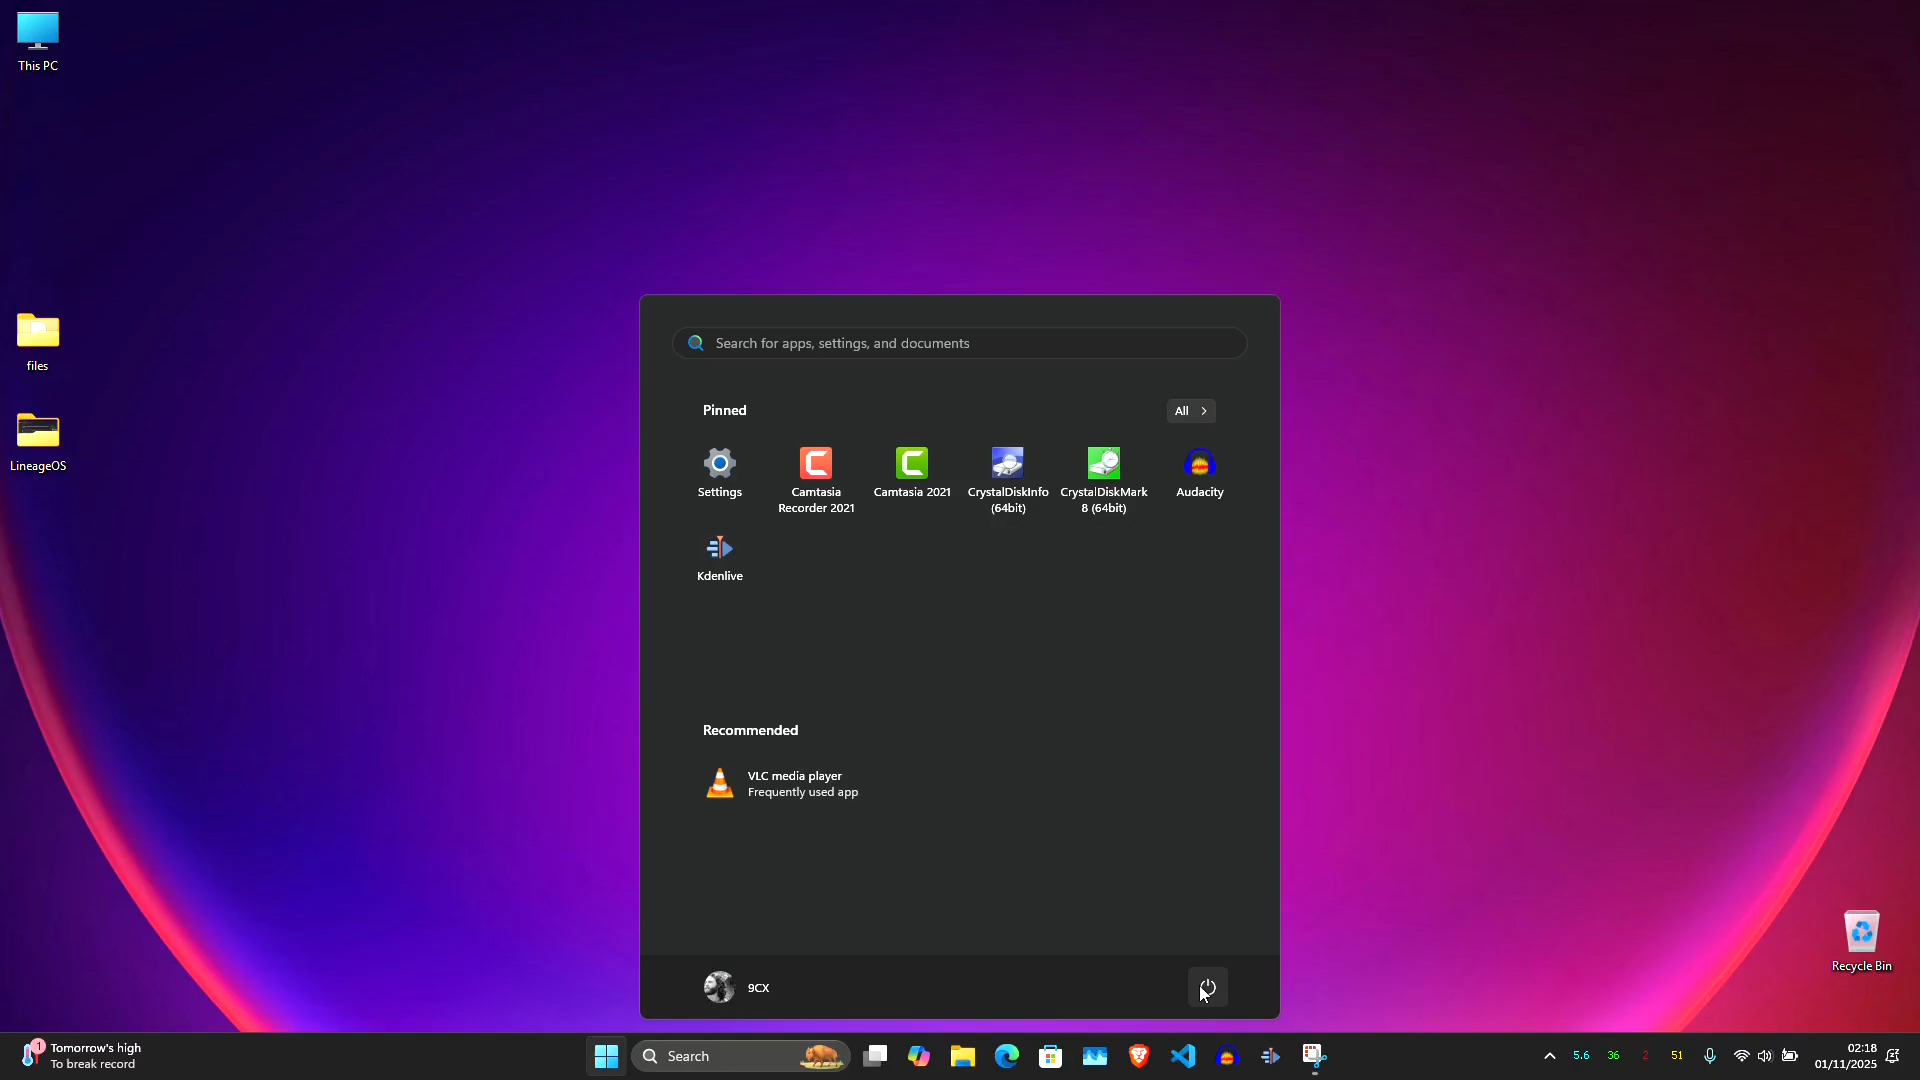 This PC
files
LineageOS
Search for apps, settings, and documents
Pinned
All
Settings
Camtasia
Recorder 2021
Camtasia 2021
CrystalDiskInfo
(64bit)
CrystalDiskMark
8 (64bit)
Audacity
Kdenlive
Recommended
VLC media player
Frequently used app
9CX
Recycle Bin
1
Tomorrow's high
To break record
Search
5.6
36
2
51
02:18
01/11/2025